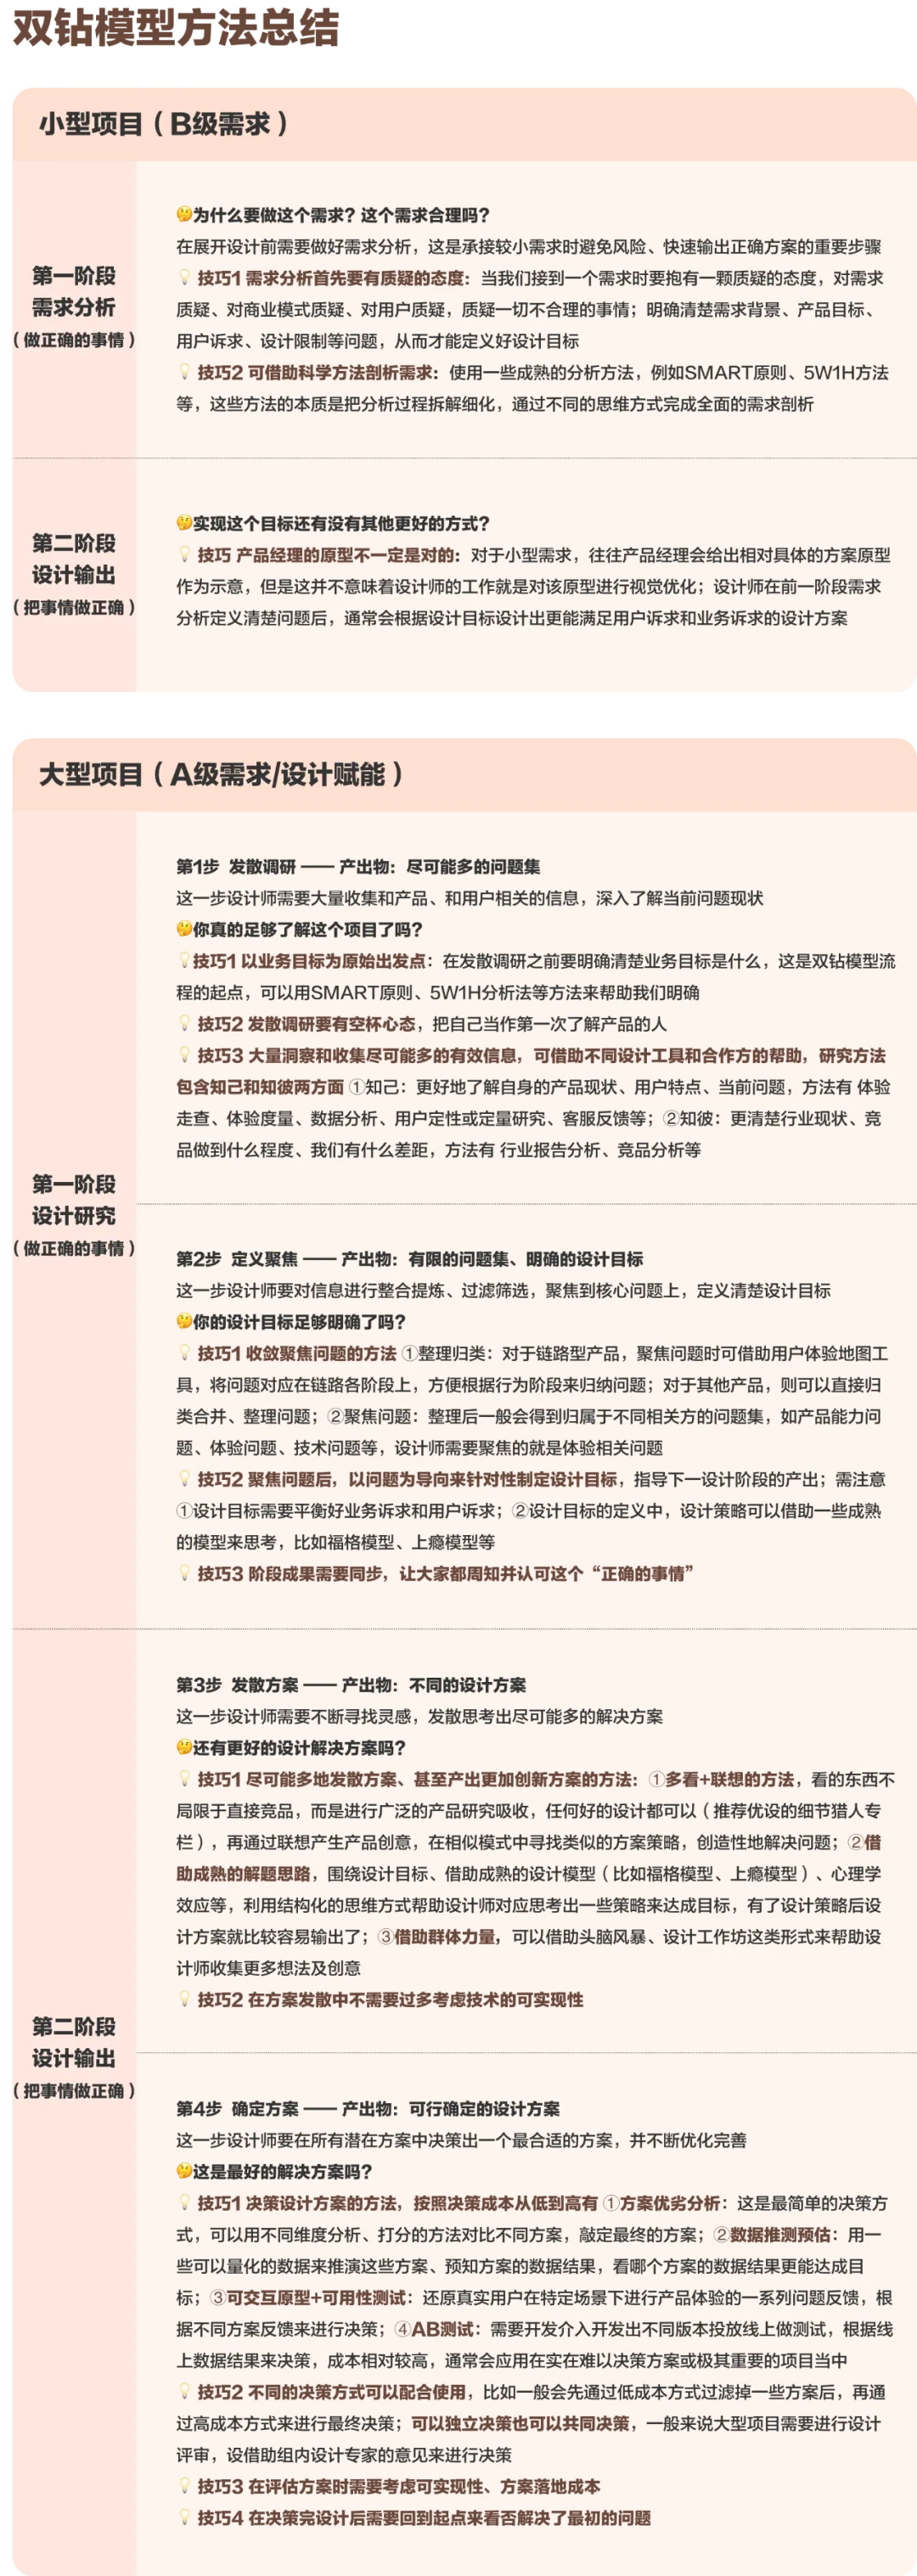 双钻模型方法总结
小型项目（B级需求）
第一阶段
需求分析
（做正确的事情）
🤔为什么要做这个需求？这个需求合理吗？
在展开设计前需要做好需求分析，这是承接较小需求时避免风险、快速输出正确方案的重要步骤
💡 技巧1 需求分析首先要有质疑的态度：当我们接到一个需求时要抱有一颗质疑的态度，对需求
质疑、对商业模式质疑、对用户质疑，质疑一切不合理的事情；明确清楚需求背景、产品目标、
用户诉求、设计限制等问题，从而才能定义好设计目标
💡 技巧2 可借助科学方法剖析需求：使用一些成熟的分析方法，例如SMART原则、5W1H方法
等，这些方法的本质是把分析过程拆解细化，通过不同的思维方式完成全面的需求剖析
第二阶段
设计输出
（把事情做正确）
🤔实现这个目标还有没有其他更好的方式？
💡 技巧 产品经理的原型不一定是对的：对于小型需求，往往产品经理会给出相对具体的方案原型
作为示意，但是这并不意味着设计师的工作就是对该原型进行视觉优化；设计师在前一阶段需求
分析定义清楚问题后，通常会根据设计目标设计出更能满足用户诉求和业务诉求的设计方案
大型项目（A级需求/设计赋能）
第一阶段
设计研究
（做正确的事情）
第1步 发散调研 —— 产出物：尽可能多的问题集
这一步设计师需要大量收集和产品、和用户相关的信息，深入了解当前问题现状
🤔你真的足够了解这个项目了吗？
💡技巧1 以业务目标为原始出发点：在发散调研之前要明确清楚业务目标是什么，这是双钻模型流
程的起点，可以用SMART原则、5W1H分析法等方法来帮助我们明确
💡 技巧2 发散调研要有空杯心态，把自己当作第一次了解产品的人
💡 技巧3 大量洞察和收集尽可能多的有效信息，可借助不同设计工具和合作方的帮助，研究方法
包含知己和知彼两方面 ①知己：更好地了解自身的产品现状、用户特点、当前问题，方法有 体验
走查、体验度量、数据分析、用户定性或定量研究、客服反馈等；②知彼：更清楚行业现状、竞
品做到什么程度、我们有什么差距，方法有 行业报告分析、竞品分析等
第2步 定义聚焦 —— 产出物：有限的问题集、明确的设计目标
这一步设计师要对信息进行整合提炼、过滤筛选，聚焦到核心问题上，定义清楚设计目标
🤔你的设计目标足够明确了吗？
💡 技巧1 收敛聚焦问题的方法 ①整理归类：对于链路型产品，聚焦问题时可借助用户体验地图工
具，将问题对应在链路各阶段上，方便根据行为阶段来归纳问题；对于其他产品，则可以直接归
类合并、整理问题；②聚焦问题：整理后一般会得到归属于不同相关方的问题集，如产品能力问
题、体验问题、技术问题等，设计师需要聚焦的就是体验相关问题
💡 技巧2 聚焦问题后，以问题为导向来针对性制定设计目标，指导下一设计阶段的产出；需注意
①设计目标需要平衡好业务诉求和用户诉求；②设计目标的定义中，设计策略可以借助一些成熟
的模型来思考，比如福格模型、上瘾模型等
💡 技巧3 阶段成果需要同步，让大家都周知并认可这个“正确的事情”
第二阶段
设计输出
（把事情做正确）
第3步 发散方案 —— 产出物：不同的设计方案
这一步设计师需要不断寻找灵感，发散思考出尽可能多的解决方案
🤔还有更好的设计解决方案吗？
💡 技巧1 尽可能多地发散方案、甚至产出更加创新方案的方法：①多看+联想的方法，看的东西不
局限于直接竞品，而是进行广泛的产品研究吸收，任何好的设计都可以（推荐优设的细节猎人专
栏），再通过联想产生产品创意，在相似模式中寻找类似的方案策略，创造性地解决问题；②借
助成熟的解题思路，围绕设计目标、借助成熟的设计模型（比如福格模型、上瘾模型）、心理学
效应等，利用结构化的思维方式帮助设计师对应思考出一些策略来达成目标，有了设计策略后设
计方案就比较容易输出了；③借助群体力量，可以借助头脑风暴、设计工作坊这类形式来帮助设
计师收集更多想法及创意
💡 技巧2 在方案发散中不需要过多考虑技术的可实现性
第4步 确定方案 —— 产出物：可行确定的设计方案
这一步设计师要在所有潜在方案中决策出一个最合适的方案，并不断优化完善
🤔这是最好的解决方案吗？
💡 技巧1 决策设计方案的方法，按照决策成本从低到高有 ①方案优劣分析：这是最简单的决策方
式，可以用不同维度分析、打分的方法对比不同方案，敲定最终的方案；②数据推测预估：用一
些可以量化的数据来推演这些方案、预知方案的数据结果，看哪个方案的数据结果更能达成目
标；③可交互原型+可用性测试：还原真实用户在特定场景下进行产品体验的一系列问题反馈，根
据不同方案反馈来进行决策；④AB测试：需要开发介入开发出不同版本投放线上做测试，根据线
上数据结果来决策，成本相对较高，通常会应用在实在难以决策方案或极其重要的项目当中
💡 技巧2 不同的决策方式可以配合使用，比如一般会先通过低成本方式过滤掉一些方案后，再通
过高成本方式来进行最终决策；可以独立决策也可以共同决策，一般来说大型项目需要进行设计
评审，设借助组内设计专家的意见来进行决策
💡 技巧3 在评估方案时需要考虑可实现性、方案落地成本
💡 技巧4 在决策完设计后需要回到起点来看否解决了最初的问题